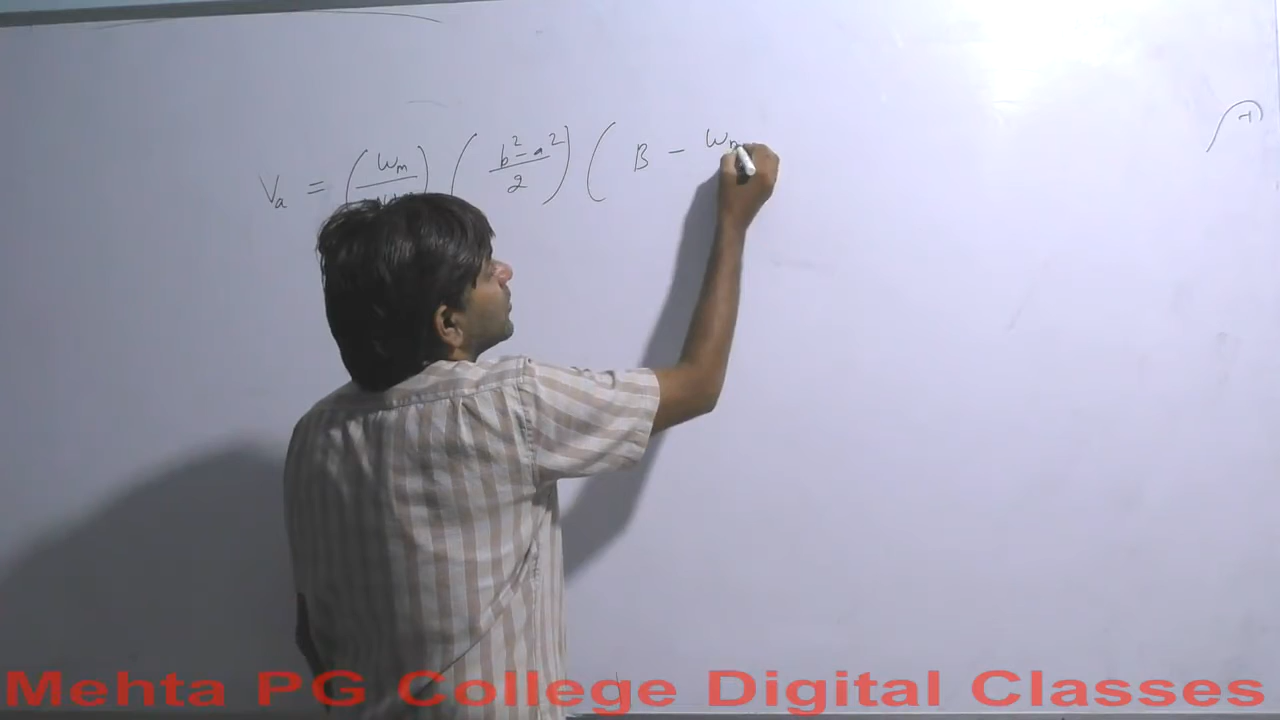 Vₐ = (Wₘ/) (b² - a²/2) ( B - Wₘ
Mehta PG College Digital Classes